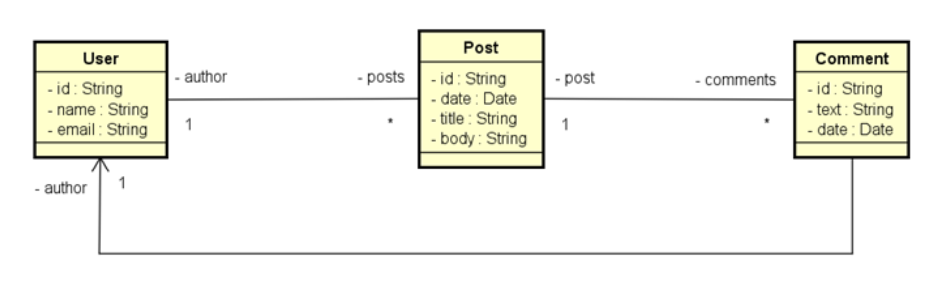 User
- id : String
- name : String
- email : String
- author
1
- posts
*
Post
- id : String
- date : Date
- title : String
- body : String
- post
1
- comments
*
Comment
- id : String
- text : String
- date : Date
- author
1